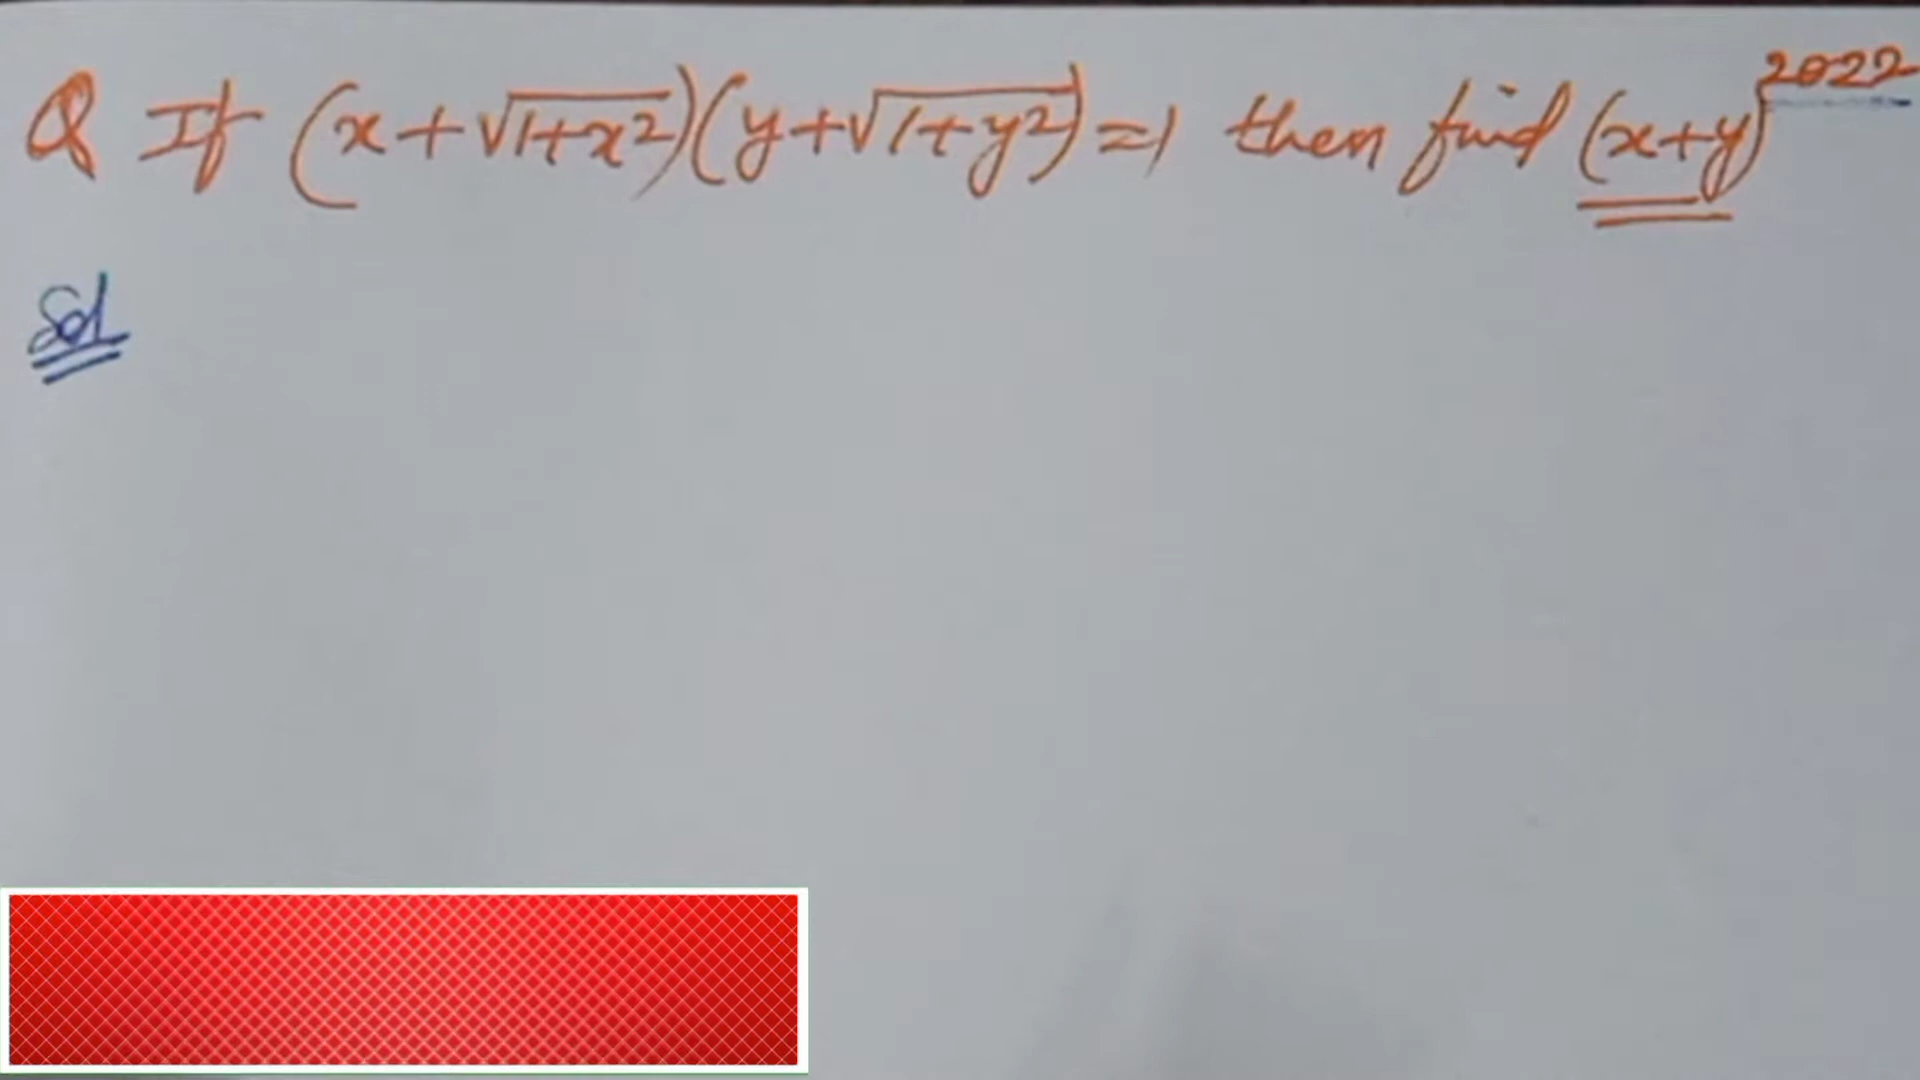 Q If (x+√1+x²)(y+√1+y²)=1 then find (x+y)²⁰²²
Sol